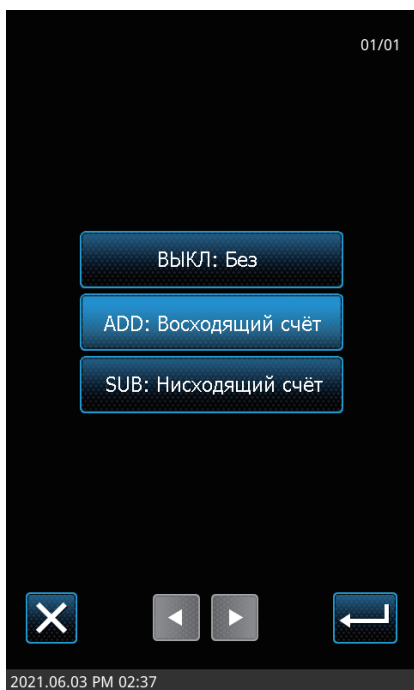 01/01
ВЫКЛ: Без
ADD: Восходящий счёт
SUB: Нисходящий счёт
2021.06.03 PM 02:37